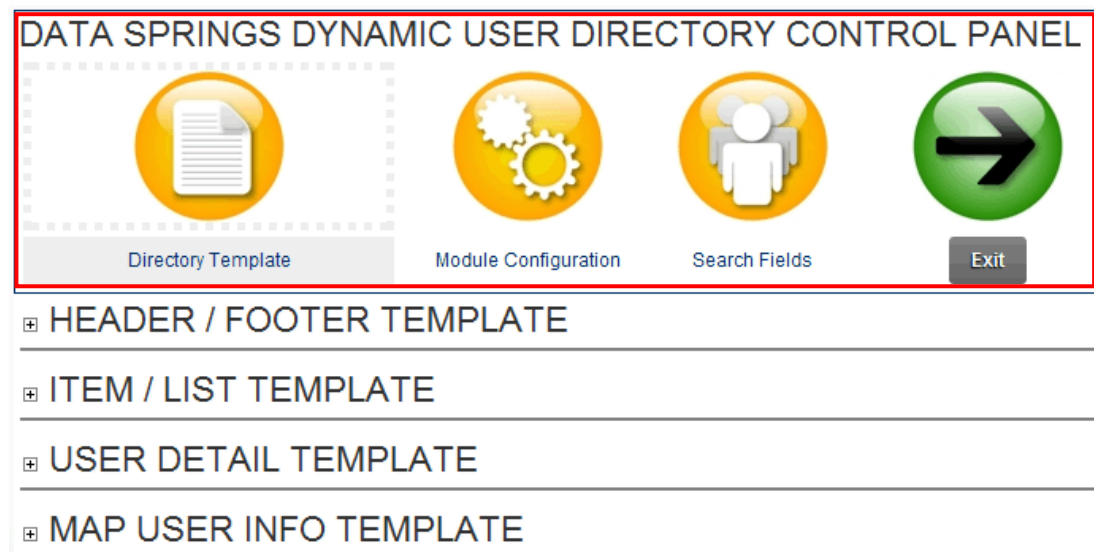 DATA SPRINGS DYNAMIC USER DIRECTORY CONTROL PANEL
Directory Template
Module Configuration
Search Fields
Exit
HEADER / FOOTER TEMPLATE
ITEM / LIST TEMPLATE
USER DETAIL TEMPLATE
MAP USER INFO TEMPLATE